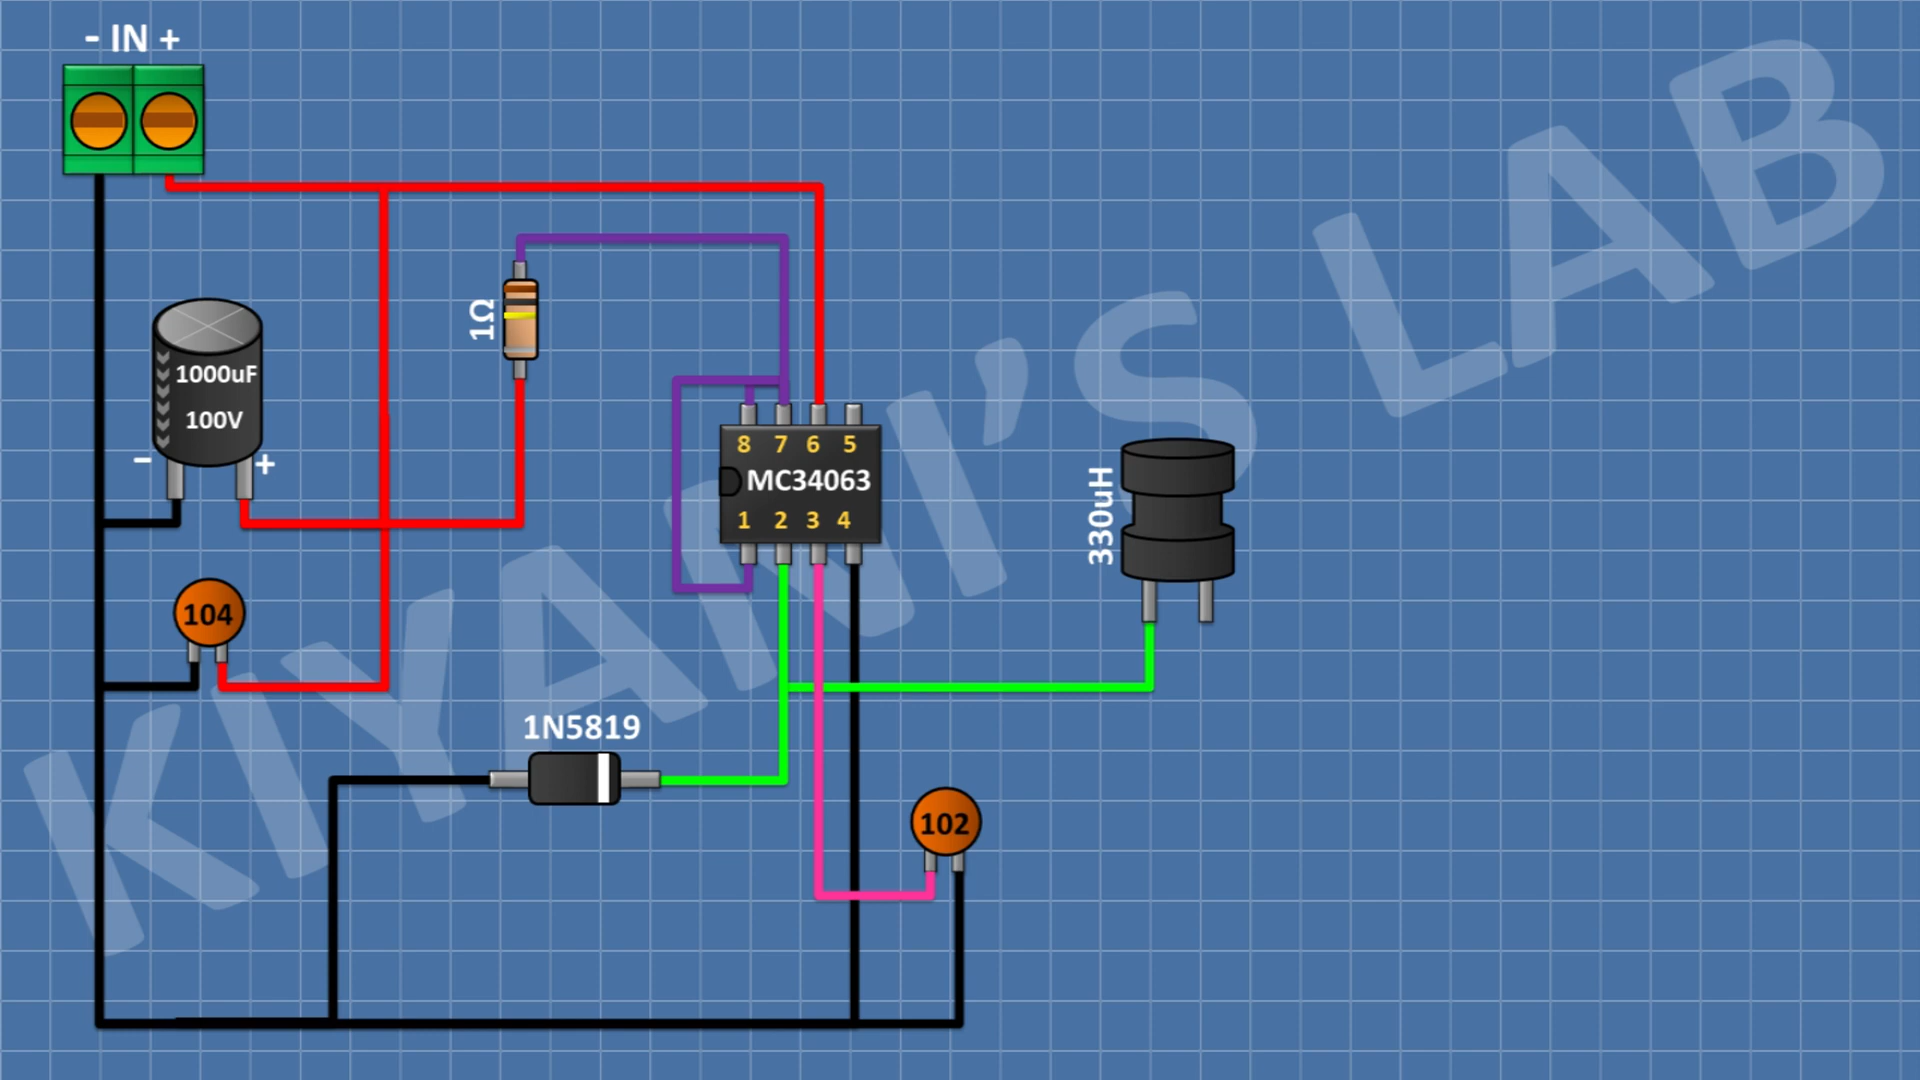 - IN +
1Ω
1000uF
100V
- +
8 7 6 5
MC34063
1 2 3 4
330uH
104
1N5819
102
KIYANI'S LAB